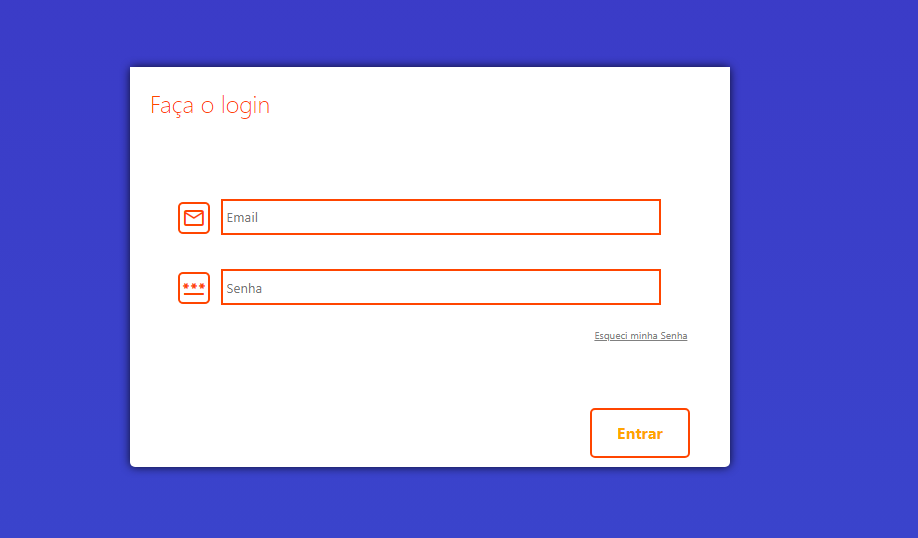 Faça o login
Email
Senha
Esqueci minha Senha
Entrar